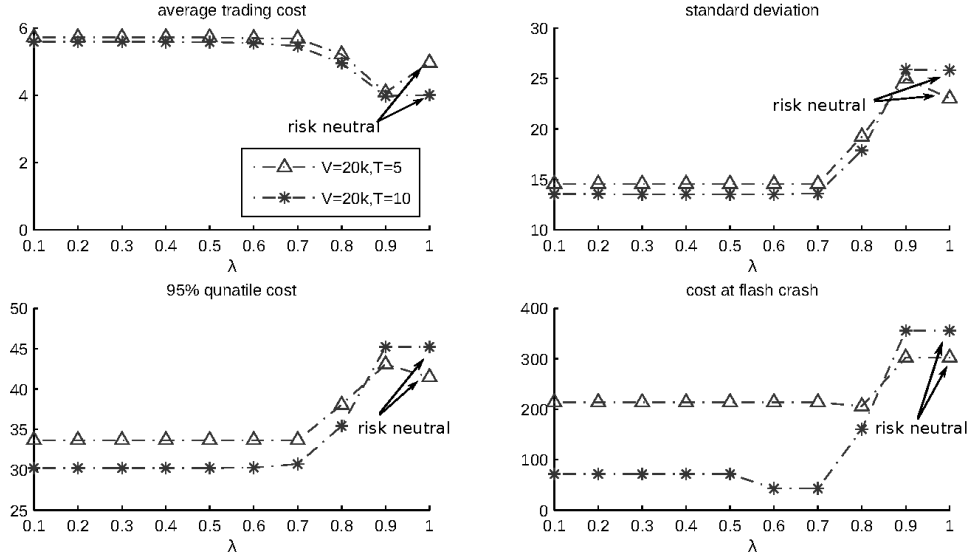 average trading cost
6
4
2
0
0.1 0.2 0.3 0.4 0.5 0.6 0.7 0.8 0.9 1
λ
risk neutral
V=20k,T=5
V=20k,T=10
standard deviation
30
25
20
15
10
0.1 0.2 0.3 0.4 0.5 0.6 0.7 0.8 0.9 1
λ
risk neutral
95% qunatile cost
50
45
40
35
30
25
0.1 0.2 0.3 0.4 0.5 0.6 0.7 0.8 0.9 1
λ
risk neutral
cost at flash crash
400
300
200
100
0
0.1 0.2 0.3 0.4 0.5 0.6 0.7 0.8 0.9 1
λ
risk neutral